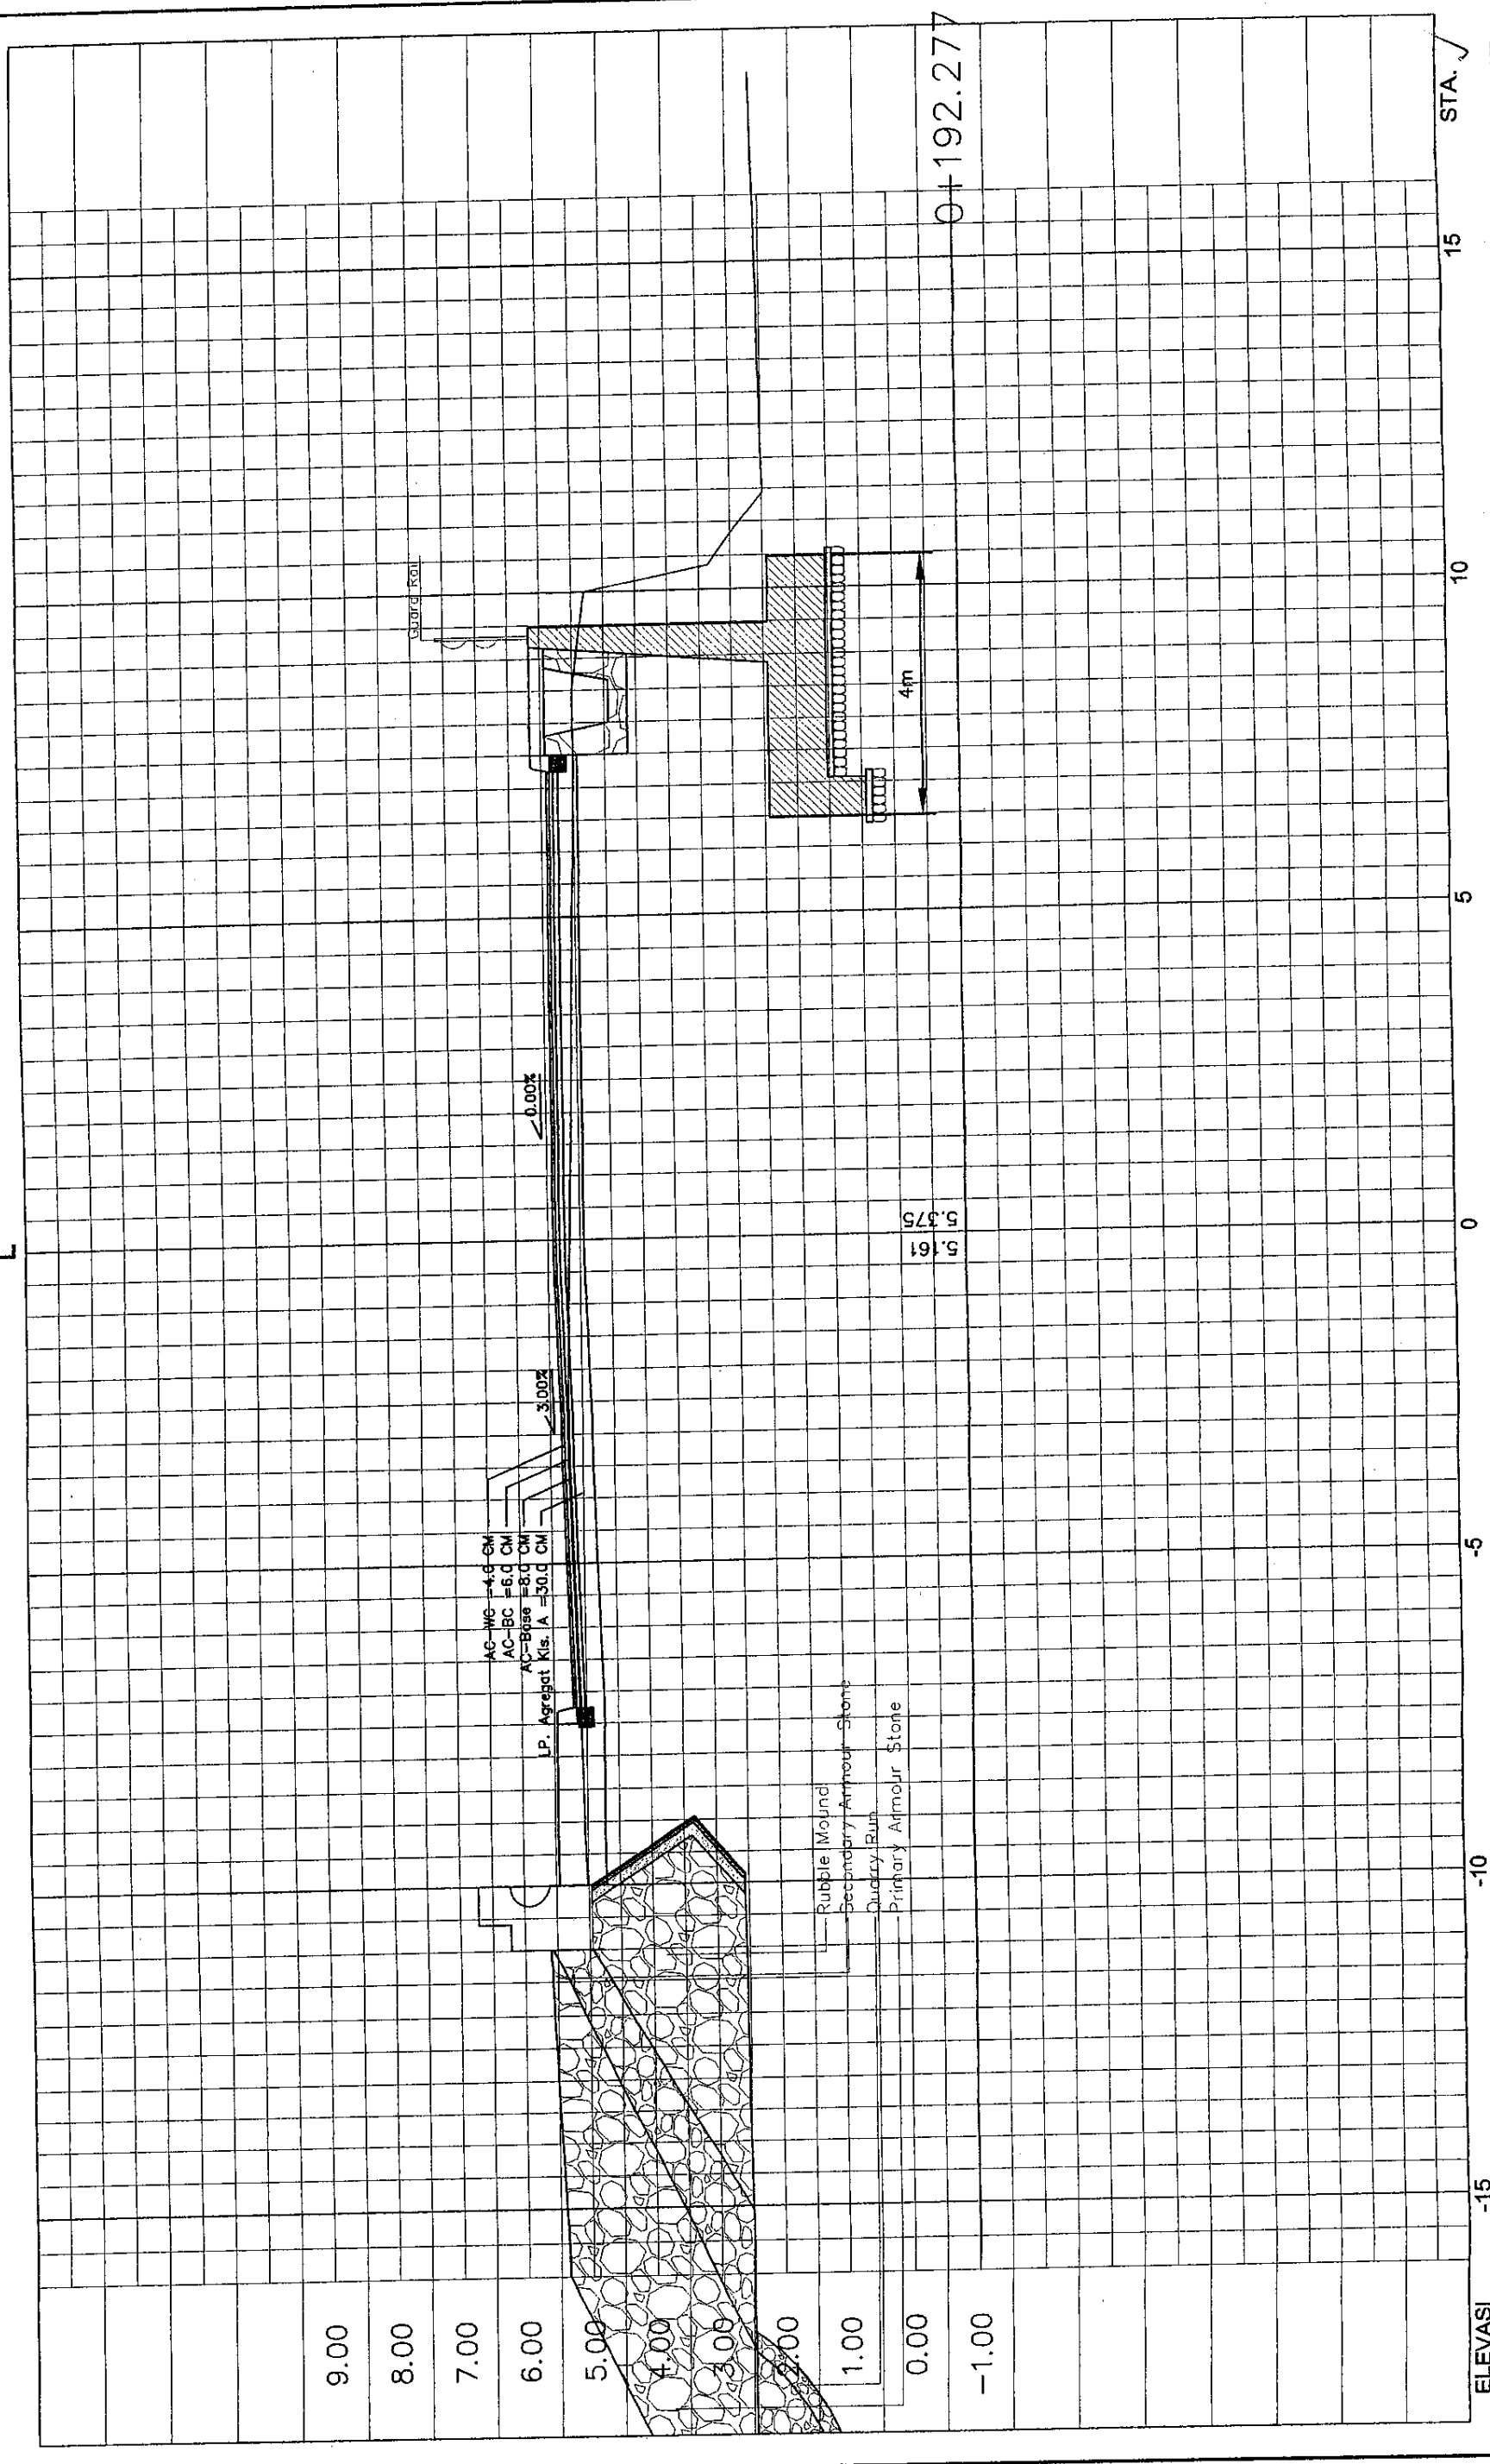 L
Guard Rail
AC-WC =4.0 CM
AC-BC =6.0 CM
AC-Base =8.0 CM
LP. Agregat Kls. A =30.0 CM
3.00%
0.00%
9.00
8.00
7.00
6.00
5.00
4.00
3.00
2.00
1.00
0.00
-1.00
Rubble Mound
Secondary Armour Stone
Quarry Run
Primary Armour Stone
5.161
5.375
4m
0+192.277
ELEVASI
-15
-10
-5
0
5
10
15
STA.